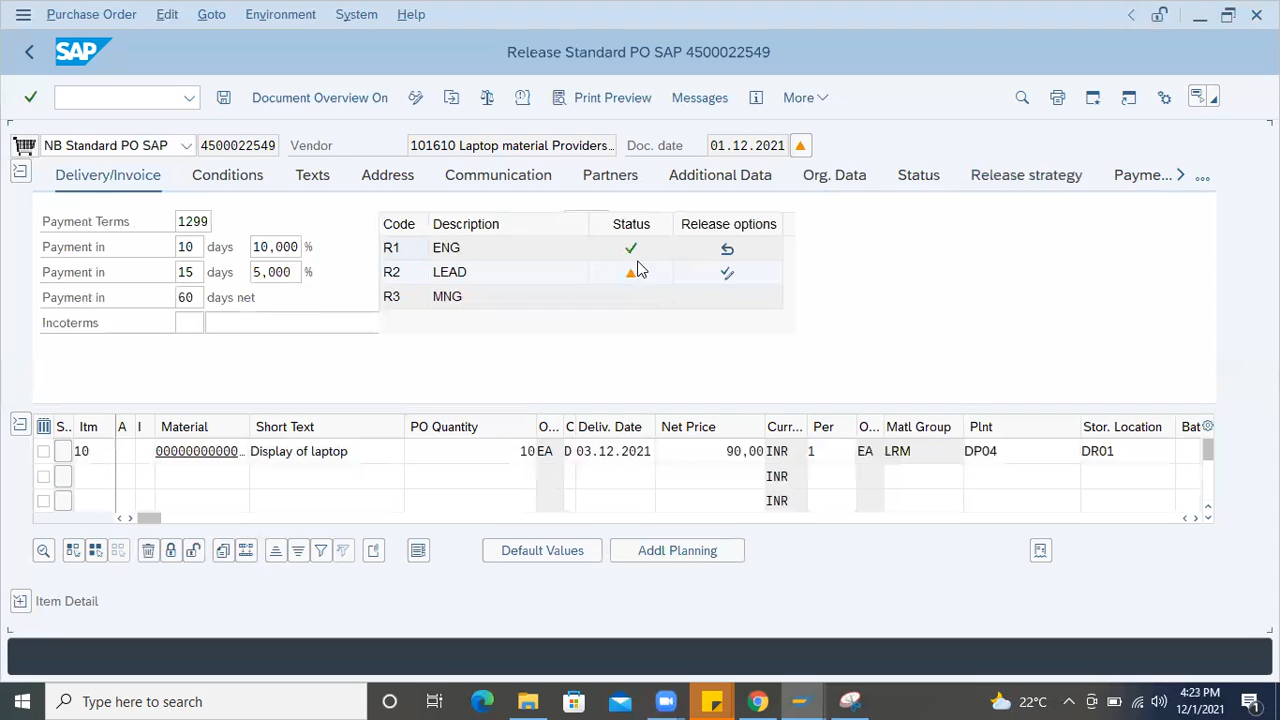 Purchase Order Edit Goto Environment System Help
SAP Release Standard PO SAP 4500022549
Document Overview On Print Preview Messages More
NB Standard PO SAP 4500022549 Vendor 101610 Laptop material Providers... Doc. date 01.12.2021
Delivery/Invoice Conditions Texts Address Communication Partners Additional Data Org. Data Status Release strategy Payme...
Payment Terms 1299
Payment in 10 days 10,000 %
Payment in 15 days 5,000 %
Payment in 60 days net
Incoterms
Code Description Status Release options
R1 ENG
R2 LEAD
R3 MNG
S.. Itm A I Material Short Text PO Quantity O... C Deliv. Date Net Price Curr... Per O... Matl Group Plnt Stor. Location Bat
10 00000000000... Display of laptop 10 EA D 03.12.2021 90,00 INR 1 EA LRM DP04 DR01
INR
INR
Default Values Addl Planning
Item Detail
Type here to search 22°C 4:23 PM
12/1/2021 1